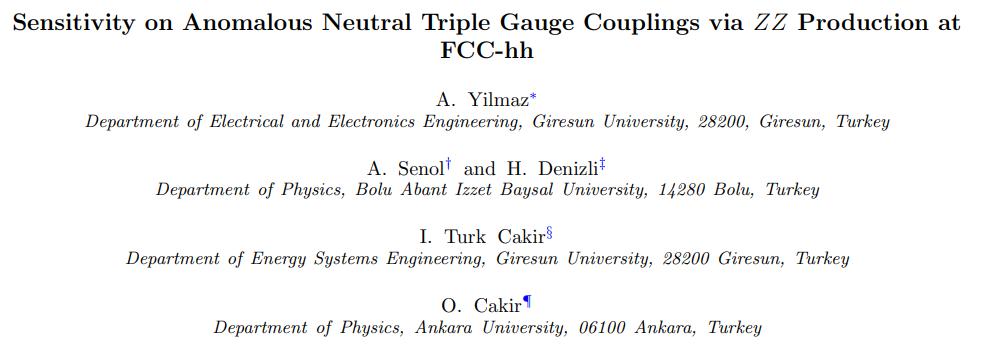 Sensitivity on Anomalous Neutral Triple Gauge Couplings via ZZ Production at
FCC-hh
A. Yilmaz*
Department of Electrical and Electronics Engineering, Giresun University, 28200, Giresun, Turkey
A. Senol† and H. Denizli‡
Department of Physics, Bolu Abant Izzet Baysal University, 14280 Bolu, Turkey
I. Turk Cakir§
Department of Energy Systems Engineering, Giresun University, 28200 Giresun, Turkey
O. Cakir¶
Department of Physics, Ankara University, 06100 Ankara, Turkey